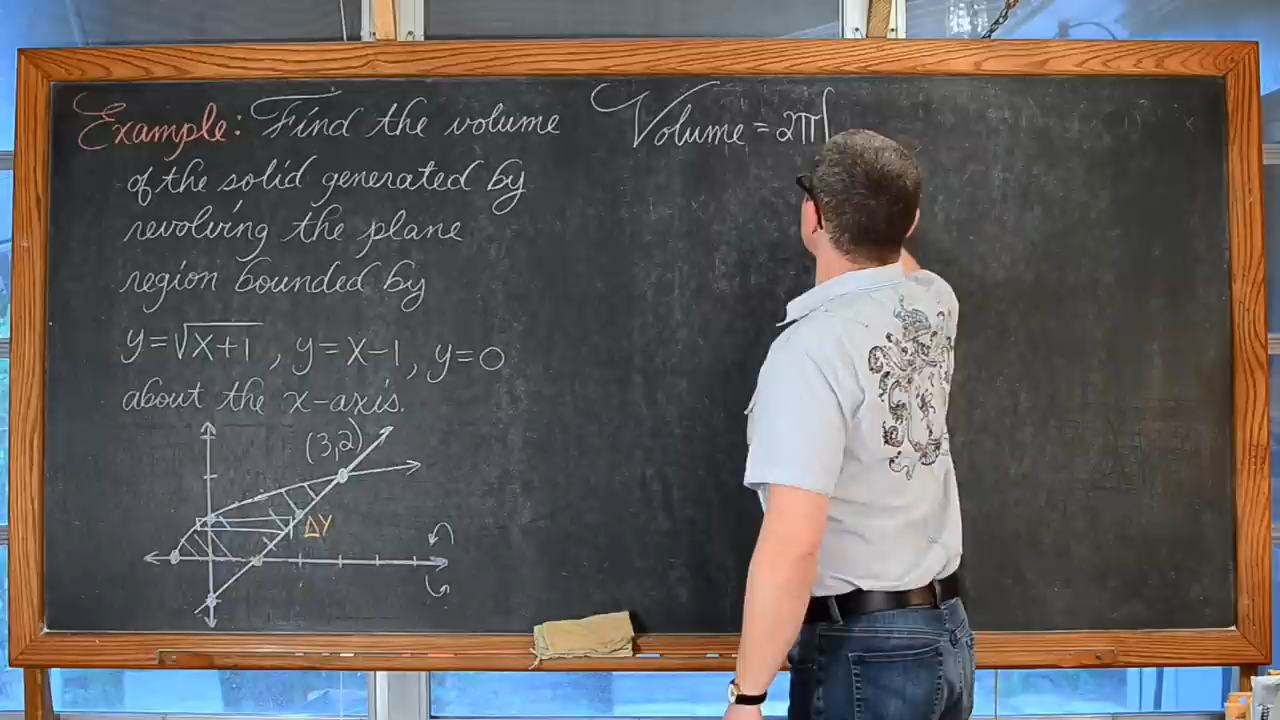 Example: Find the volume
of the solid generated by
revolving the plane
region bounded by
y=√x+1, y=x-1, y=0
about the x-axis.
(3,2)
ΔY
Volume = 2π∫